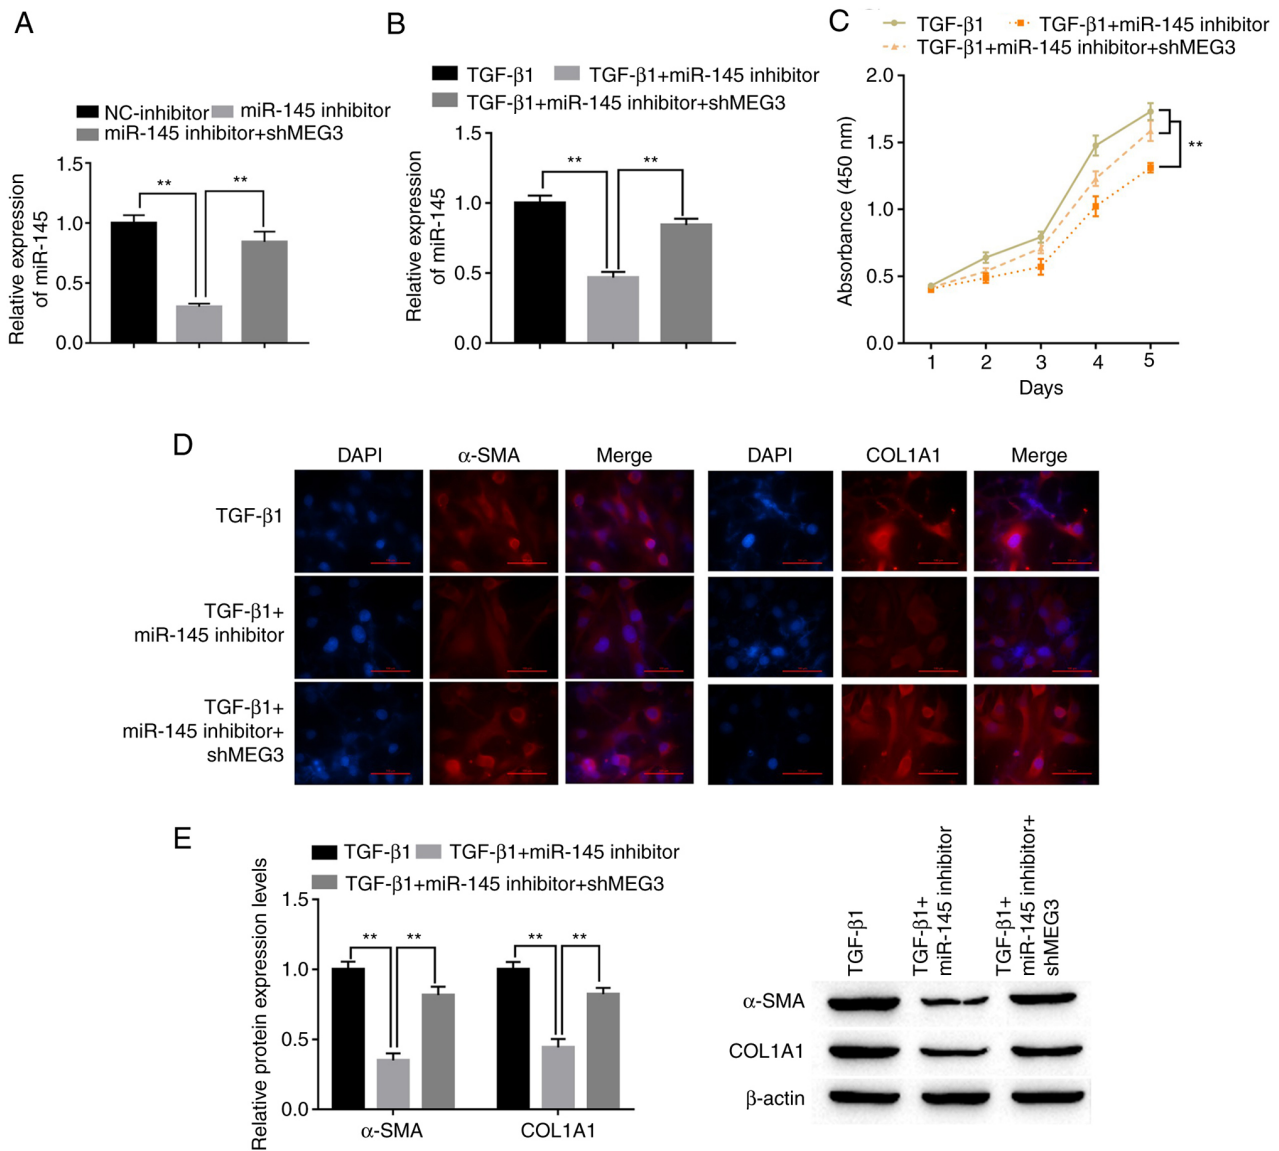 A
NC-inhibitor miR-145 inhibitor
miR-145 inhibitor+shMEG3
Relative expression
of miR-145
1.5
1.0
0.5
0.0
** **
B
TGF-β1 TGF-β1+miR-145 inhibitor
TGF-β1+miR-145 inhibitor+shMEG3
Relative expression
of miR-145
1.5
1.0
0.5
0.0
** **
C
TGF-β1 TGF-β1+miR-145 inhibitor
TGF-β1+miR-145 inhibitor+shMEG3
Absorbance (450 nm)
2.0
1.5
1.0
0.5
0.0
**
1 2 3 4 5
Days
D
DAPI α-SMA Merge DAPI COL1A1 Merge
TGF-β1
TGF-β1+
miR-145 inhibitor
TGF-β1+
miR-145 inhibitor+
shMEG3
E
TGF-β1 TGF-β1+miR-145 inhibitor
TGF-β1+miR-145 inhibitor+shMEG3
Relative protein expression levels
1.5
1.0
0.5
0.0
** ** ** **
α-SMA COL1A1
TGF-β1
TGF-β1+
miR-145 inhibitor
TGF-β1+
miR-145 inhibitor+
shMEG3
α-SMA
COL1A1
β-actin